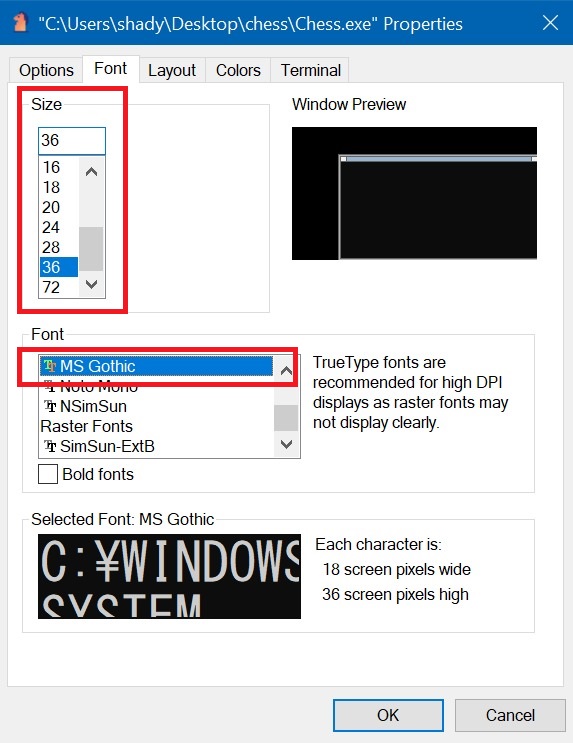 "C:\Users\shady\Desktop\chess\Chess.exe" Properties
Options Font Layout Colors Terminal
Size
36
16
18
20
24
28
36
72
Window Preview
Font
MS Gothic
Noto Mono
NSimSun
Raster Fonts
SimSun-ExtB
Bold fonts
TrueType fonts are
recommended for high DPI
displays as raster fonts may
not display clearly.
Selected Font: MS Gothic
C:¥WINDOWS
SYSTEM
Each character is:
18 screen pixels wide
36 screen pixels high
OK Cancel